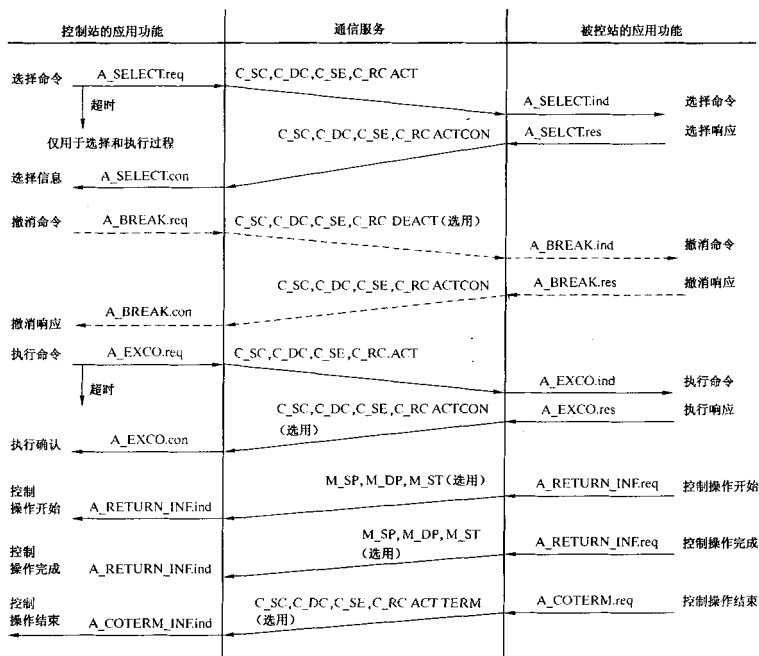 控制站的应用功能 通信服务 被控站的应用功能
选择命令 A_SELECT.req C_SC,C_DC,C_SE,C_RC ACT
超时
A_SELECT.ind 选择命令
仅用于选择和执行过程
C_SC,C_DC,C_SE,C_RC ACTCON A_SELCT.res 选择响应
选择信息 A_SELECT.con
撤消命令 A_BREAK.req C_SC,C_DC,C_SE,C_RC DEACT(选用)
A_BREAK.ind 撤消命令
C_SC,C_DC,C_SE,C_RC ACTCON A_BREAK.res 撤消响应
撤消响应 A_BREAK.con
执行命令 A_EXCO.req C_SC,C_DC,C_SE,C_RC.ACT
超时
A_EXCO.ind 执行命令
C_SC,C_DC,C_SE,C_RC ACTCON A_EXCO.res 执行响应
(选用)
执行确认 A_EXCO.con
M_SP,M_DP,M_ST(选用) A_RETURN_INF.req 控制操作开始
控制
操作开始 A_RETURN_INF.ind
M_SP,M_DP,M_ST
(选用) A_RETURN_INF.req 控制操作完成
控制
操作完成 A_RETURN_INF.ind
C_SC,C_DC,C_SE,C_RC ACT TERM A_COTERM.req 控制操作结束
(选用)
控制
操作结束 A_COTERM_INF.ind